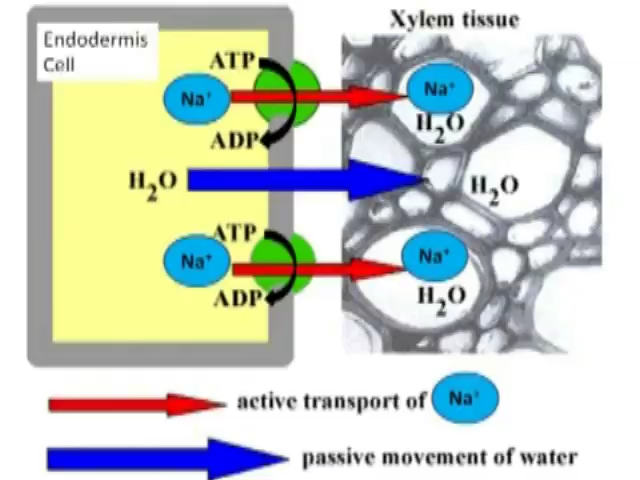 Xylem tissue
Endodermis
Cell
ATP
Na⁺
Na⁺
H₂O
ADP
H₂O
H₂O
ATP
Na⁺
Na⁺
ADP
H₂O
active transport of Na⁺
passive movement of water